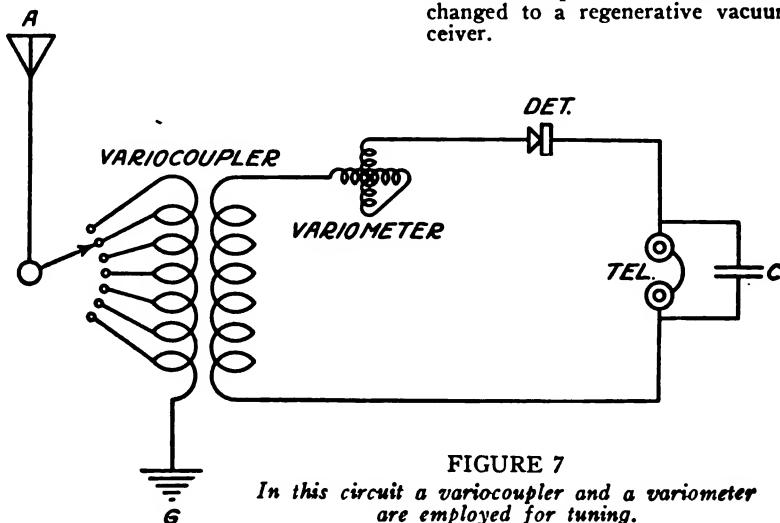 changed to a regenerative vacuum
ceiver.
A
DET.
VARIOCOUPLER
VARIOMETER
TEL.
C
G
FIGURE 7
In this circuit a variocoupler and a variometer
are employed for tuning.